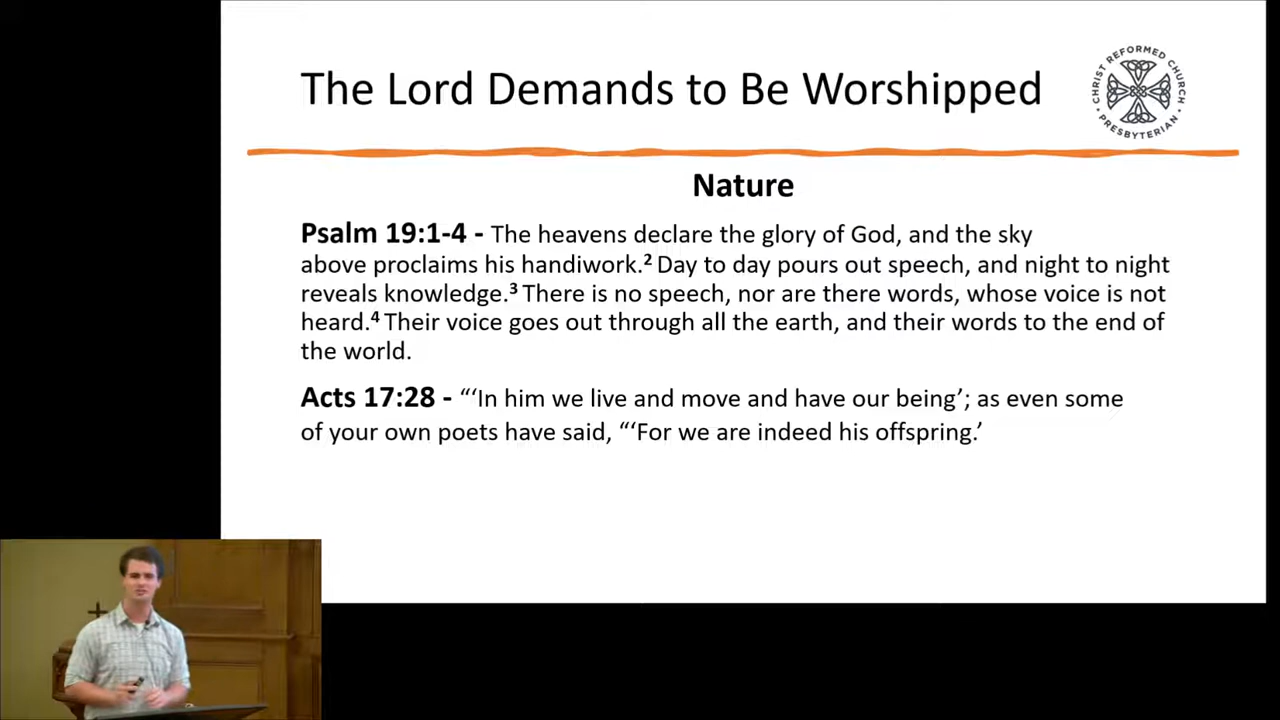 The Lord Demands to Be Worshipped
CHRIST REFORMED CHURCH
• PRESBYTERIAN •
Nature
Psalm 19:1-4 - The heavens declare the glory of God, and the sky
above proclaims his handiwork.² Day to day pours out speech, and night to night
reveals knowledge.³ There is no speech, nor are there words, whose voice is not
heard.⁴ Their voice goes out through all the earth, and their words to the end of
the world.
Acts 17:28 - “‘In him we live and move and have our being’; as even some
of your own poets have said, “‘For we are indeed his offspring.’